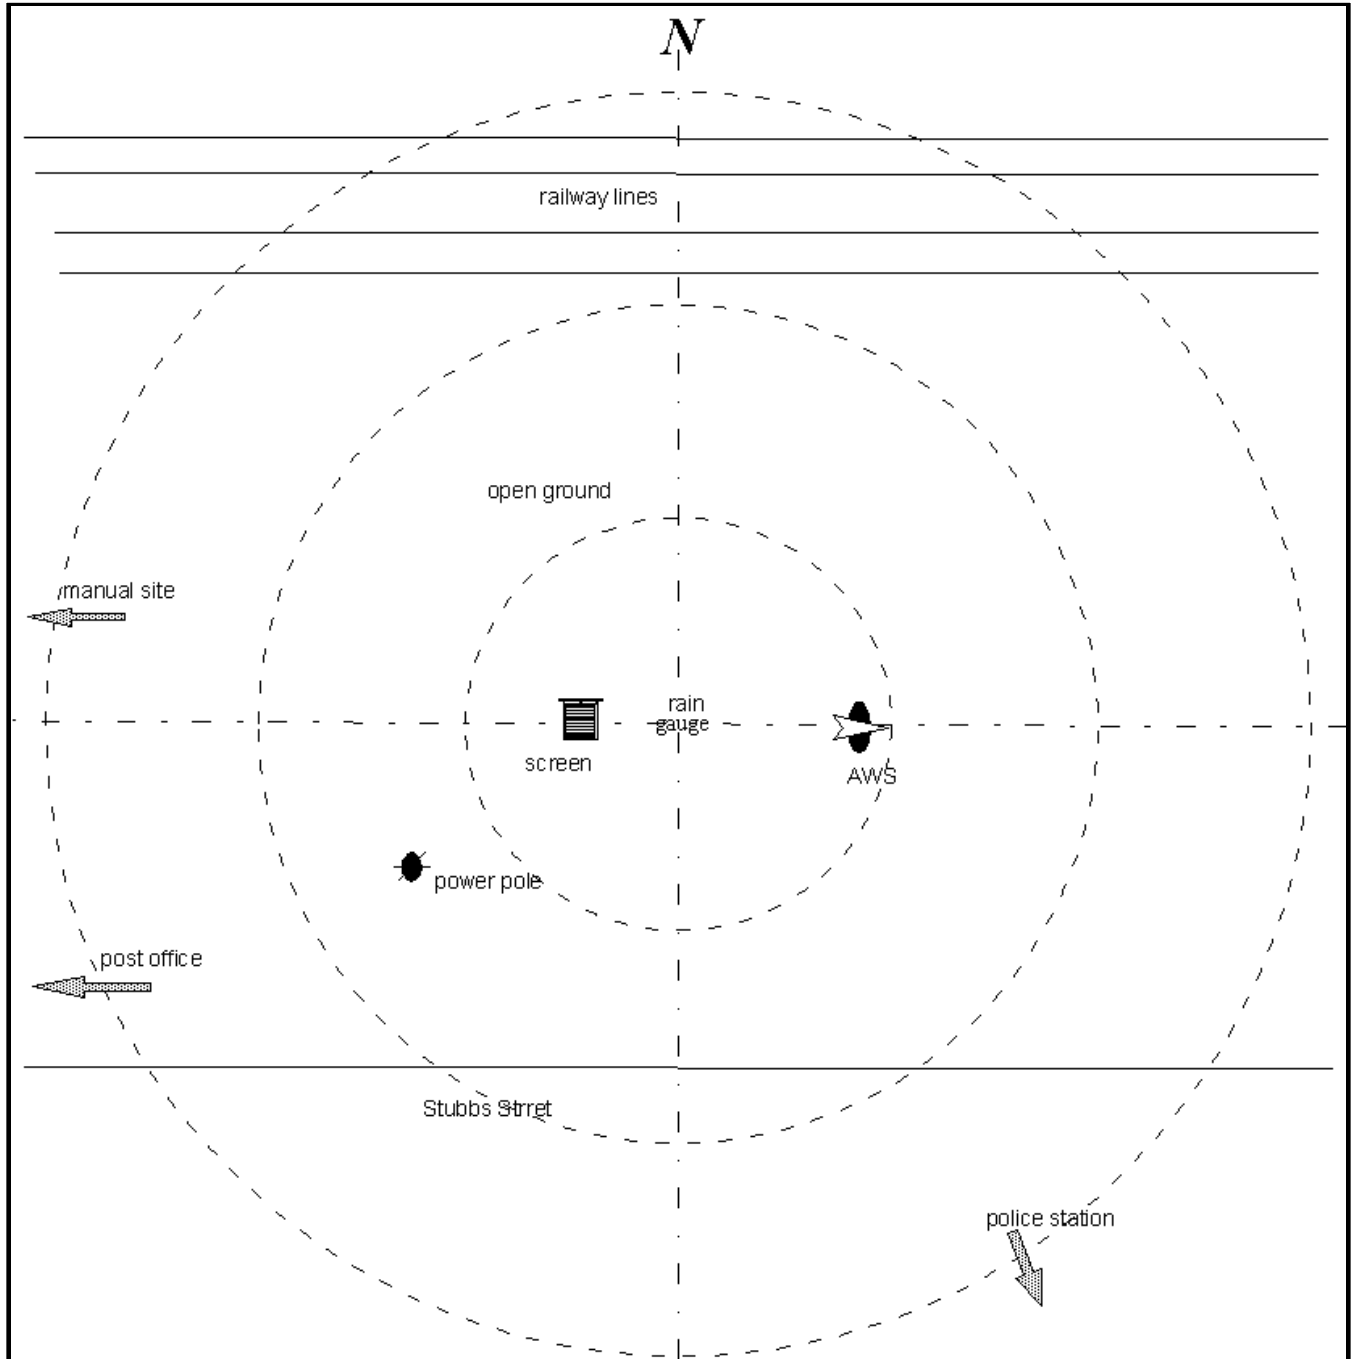 N
railway lines
open ground
manual site
rain
gauge
screen
AWS
power pole
post office
Stubbs Strret
police station